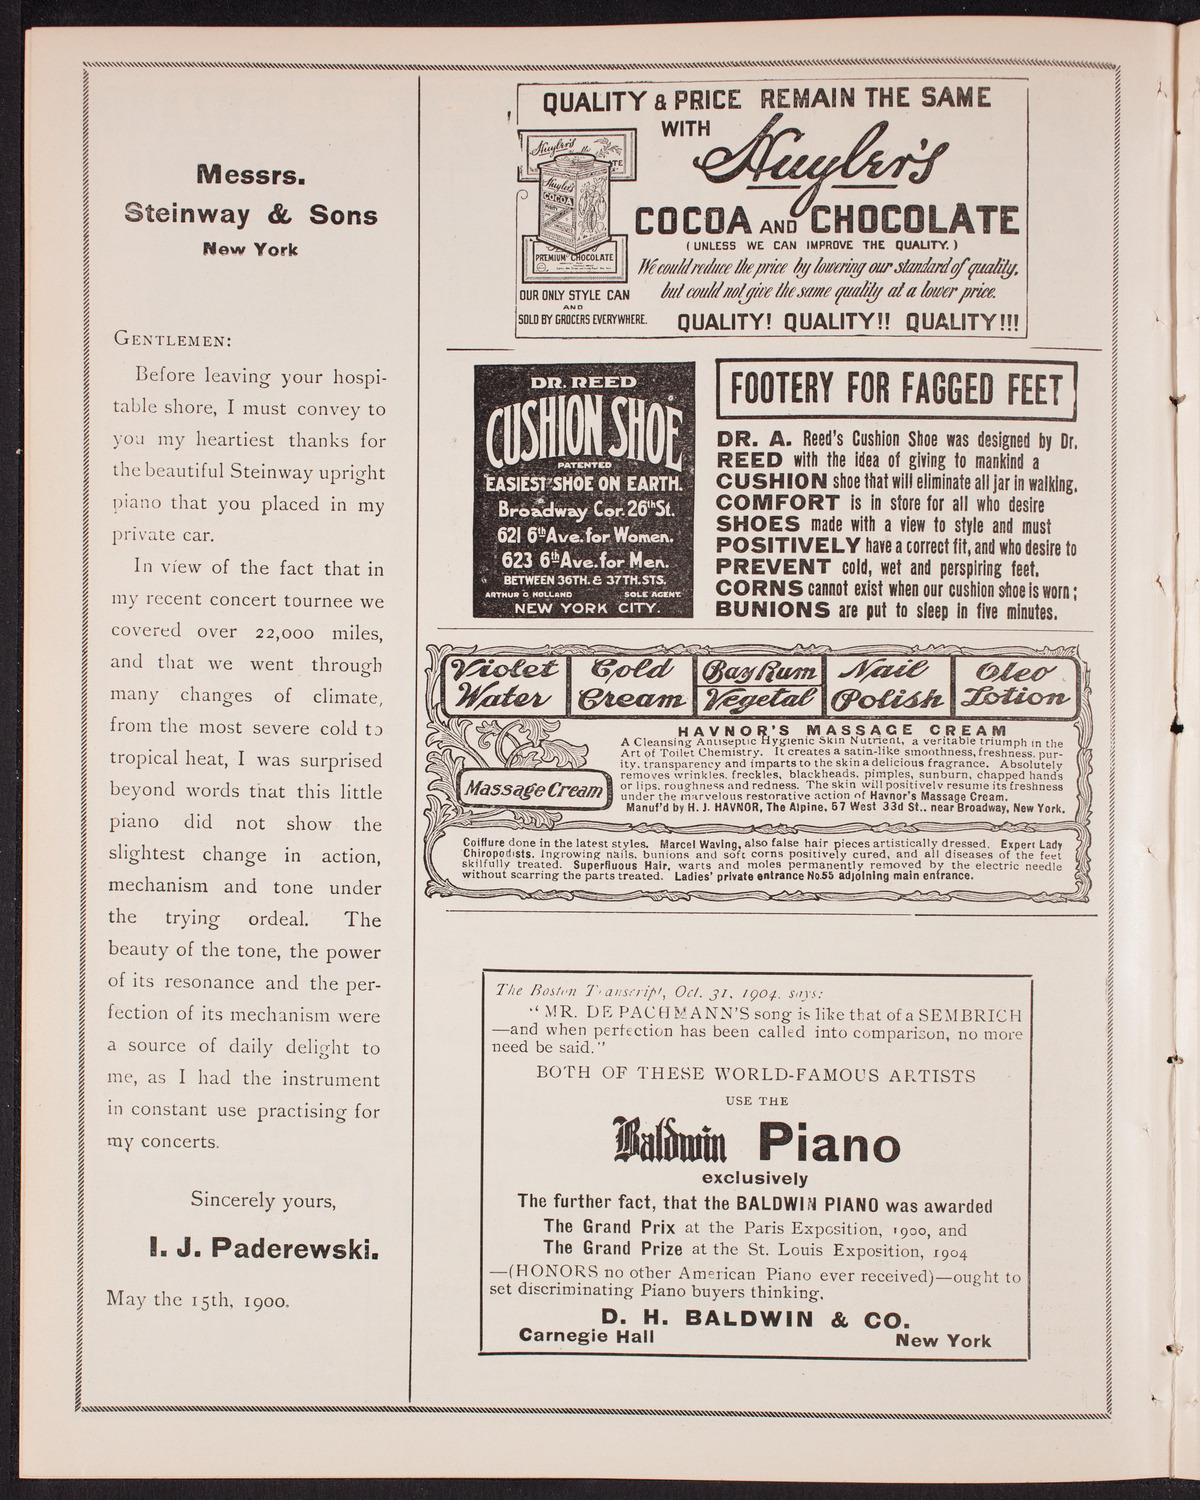 Messrs.
Steinway & Sons
New York
GENTLEMEN:
Before leaving your hospi-
table shore, I must convey to
you my heartiest thanks for
the beautiful Steinway upright
piano that you placed in my
private car.
In view of the fact that in
my recent concert tournee we
covered over 22,000 miles,
and that we went through
many changes of climate,
from the most severe cold to
tropical heat, I was surprised
beyond words that this little
piano did not show the
slightest change in action,
mechanism and tone under
the trying ordeal. The
beauty of the tone, the power
of its resonance and the per-
fection of its mechanism were
a source of daily delight to
me, as I had the instrument
in constant use practising for
my concerts.
Sincerely yours,
I. J. Paderewski.
May the 15th, 1900.
QUALITY & PRICE REMAIN THE SAME
WITH Huyler's
COCOA AND CHOCOLATE
(UNLESS WE CAN IMPROVE THE QUALITY.)
We could reduce the price by lowering our standard of quality,
but could not give the same quality at a lower price.
QUALITY! QUALITY!! QUALITY!!!
Huyler's
Huyler's
COCOA
PREMIUM CHOCOLATE
OUR ONLY STYLE CAN
AND
SOLD BY GROCERS EVERYWHERE.
DR. REED
CUSHION SHOE
PATENTED
EASIEST SHOE ON EARTH.
Broadway Cor. 26th St.
621 6th Ave. for Women.
623 6th Ave. for Men.
BETWEEN 36TH. & 37TH. STS.
ARTHUR G HOLLAND SOLE AGENT.
NEW YORK CITY.
FOOTERY FOR FAGGED FEET
DR. A. Reed's Cushion Shoe was designed by Dr.
REED with the idea of giving to mankind a
CUSHION shoe that will eliminate all jar in walking.
COMFORT is in store for all who desire
SHOES made with a view to style and must
POSITIVELY have a correct fit, and who desire to
PREVENT cold, wet and perspiring feet.
CORNS cannot exist when our cushion shoe is worn;
BUNIONS are put to sleep in five minutes.
Violet Water
Cold Cream
Bay Rum
Vegetal
Nail Polish
Oleo Lotion
Massage Cream
HAVNOR'S MASSAGE CREAM
A Cleansing Antiseptic Hygienic Skin Nutrient, a veritable triumph in the
Art of Toilet Chemistry. It creates a satin-like smoothness, freshness, pur-
ity, transparency and imparts to the skin a delicious fragrance. Absolutely
removes wrinkles, freckles, blackheads, pimples, sunburn, chapped hands
or lips, roughness and redness. The skin will positively resume its freshness
under the marvelous restorative action of Havnor's Massage Cream.
Manuf'd by H. J. HAVNOR, The Alpine, 57 West 33d St., near Broadway, New York.
Coiffure done in the latest styles. Marcel Waving, also false hair pieces artistically dressed. Expert Lady
Chiropodists. Ingrowing nails, bunions and soft corns positively cured, and all diseases of the feet
skilfully treated. Superfluous Hair, warts and moles permanently removed by the electric needle
without scarring the parts treated. Ladies' private entrance No. 55 adjoining main entrance.
The Boston Transcript, Oct. 31, 1904, says:
"MR. DE PACHMANN'S song is like that of a SEMBRICH
—and when perfection has been called into comparison, no more
need be said."
BOTH OF THESE WORLD-FAMOUS ARTISTS
USE THE
Baldwin Piano
exclusively
The further fact, that the BALDWIN PIANO was awarded
The Grand Prix at the Paris Exposition, 1900, and
The Grand Prize at the St. Louis Exposition, 1904
—(HONORS no other American Piano ever received)—ought to
set discriminating Piano buyers thinking.
D. H. BALDWIN & CO.
Carnegie Hall New York